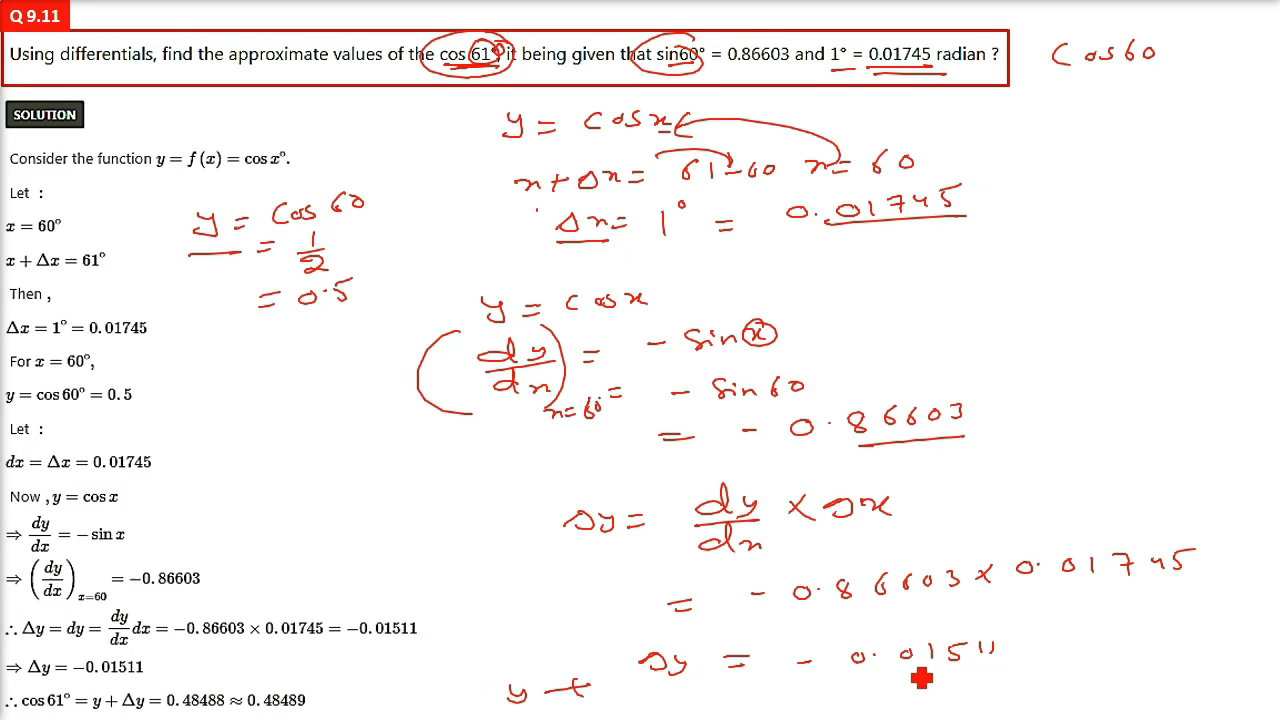 Q 9.11
Using differentials, find the approximate values of the cos 61°, it being given that sin60° = 0.86603 and 1° = 0.01745 radian ?
Cos 60
SOLUTION
Consider the function y = f(x) = cos x°.
Let :
x = 60°
x + Δx = 61°
Then ,
Δx = 1° = 0.01745
For x = 60°,
y = cos 60° = 0.5
Let :
dx = Δx = 0.01745
Now , y = cos x
⇒ dy/dx = − sin x
⇒ (dy/dx)x=60 = −0.86603
∴ Δy = dy = dy/dx dx = −0.86603 × 0.01745 = −0.01511
⇒ Δy = −0.01511
∴ cos 61° = y + Δy = 0.48488 ≈ 0.48489
y = Cos 60
= 1/2
= 0.5
y = Cos x
x + Δx = 61 - 60 x = 60
Δx = 1° = 0.01745
y = Cos x
(dy/dx) = - Sin x
x=60 = - Sin 60
= - 0.86603
Δy = dy/dx × Δx
= - 0.86603 × 0.01745
Δy = - 0.01511
y +